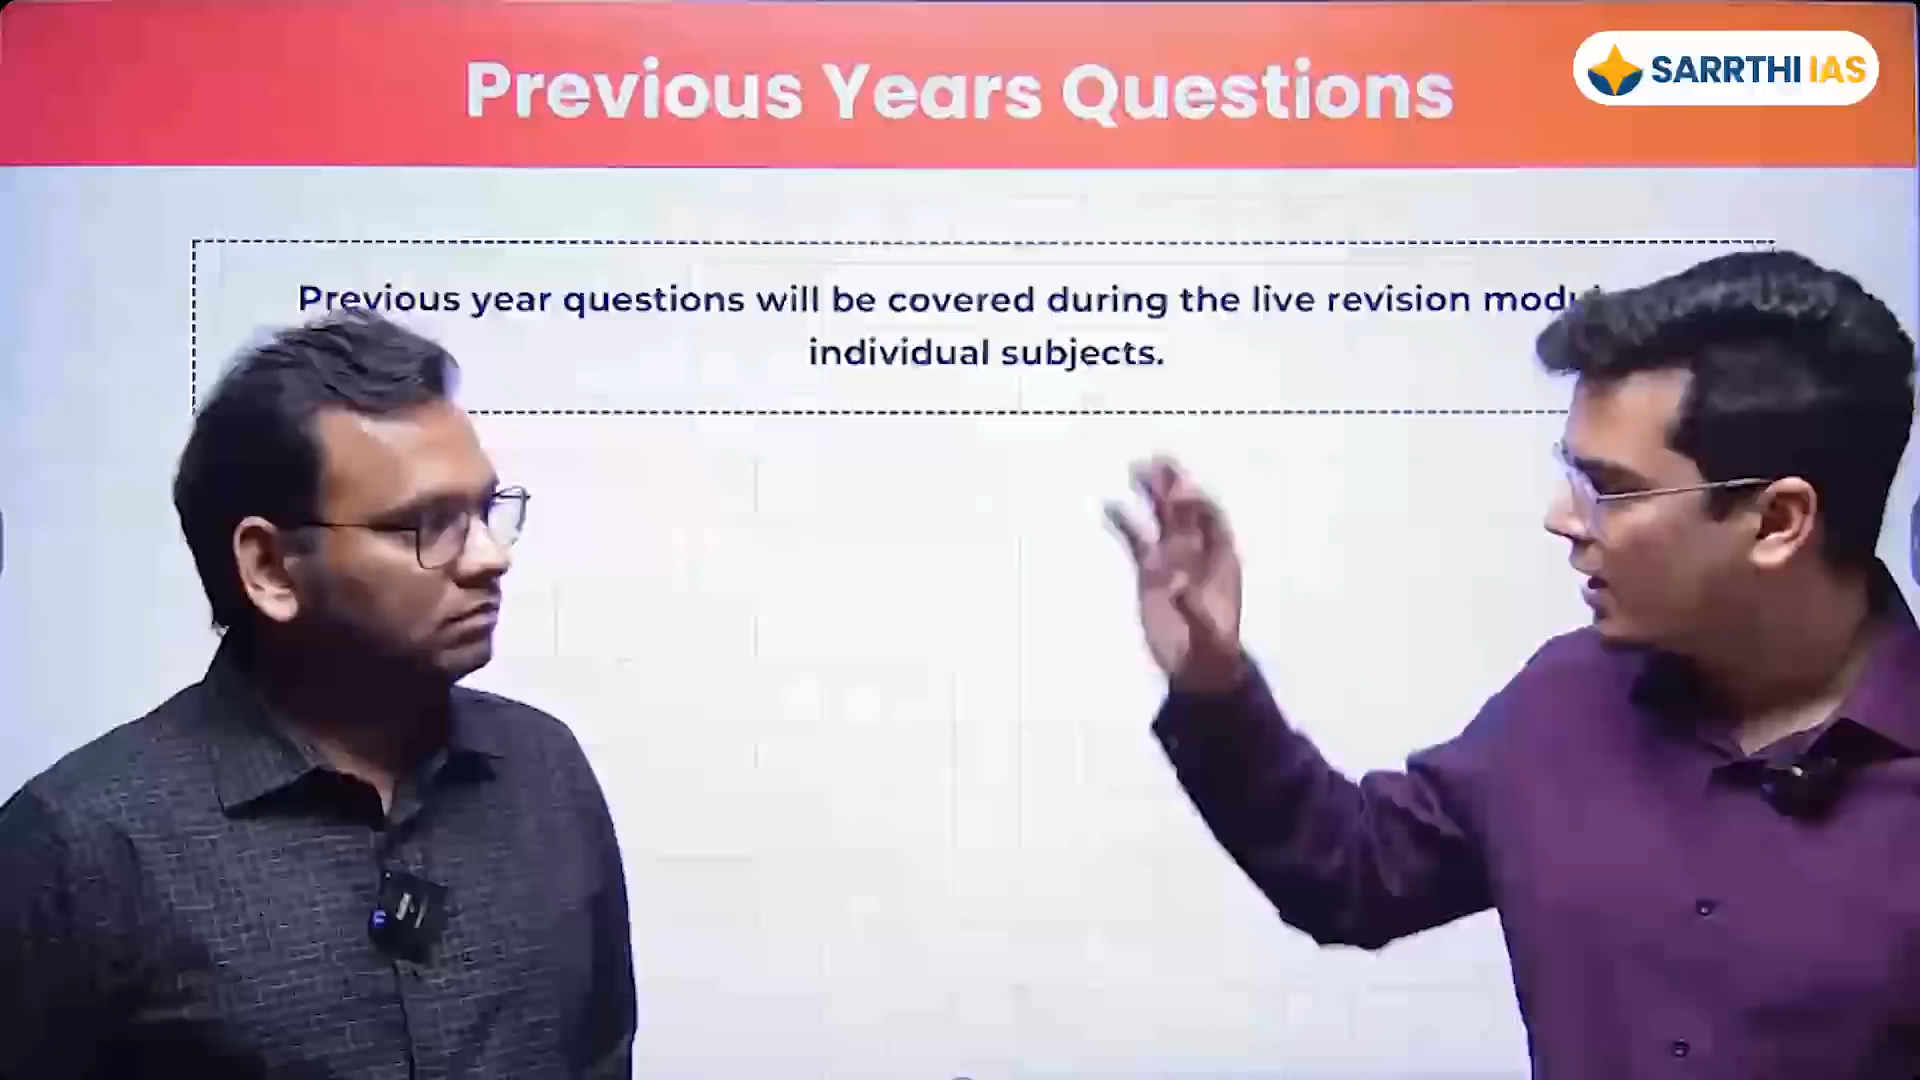 Previous Years Questions
SARRTHI IAS
Previous year questions will be covered during the live revision
individual subjects.